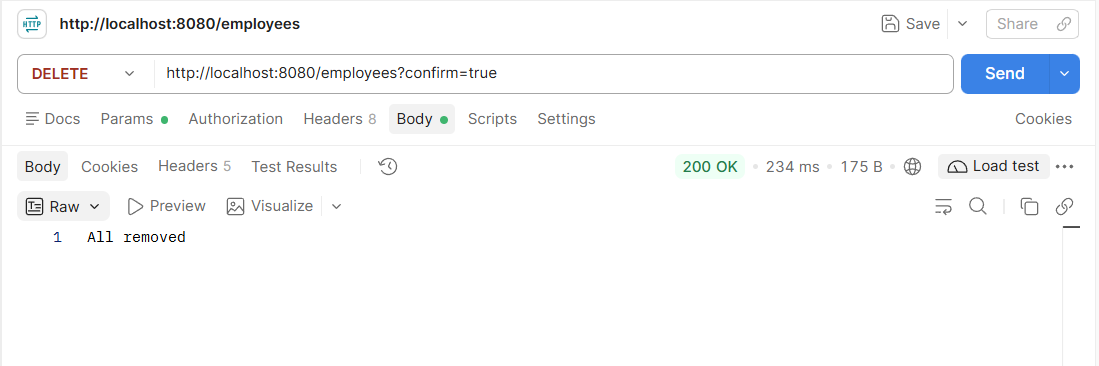 HTTP http://localhost:8080/employees Save Share
DELETE http://localhost:8080/employees?confirm=true Send
Docs Params Authorization Headers 8 Body Scripts Settings Cookies
Body Cookies Headers 5 Test Results 200 OK • 234 ms • 175 B • Load test
Raw Preview Visualize
1 All removed